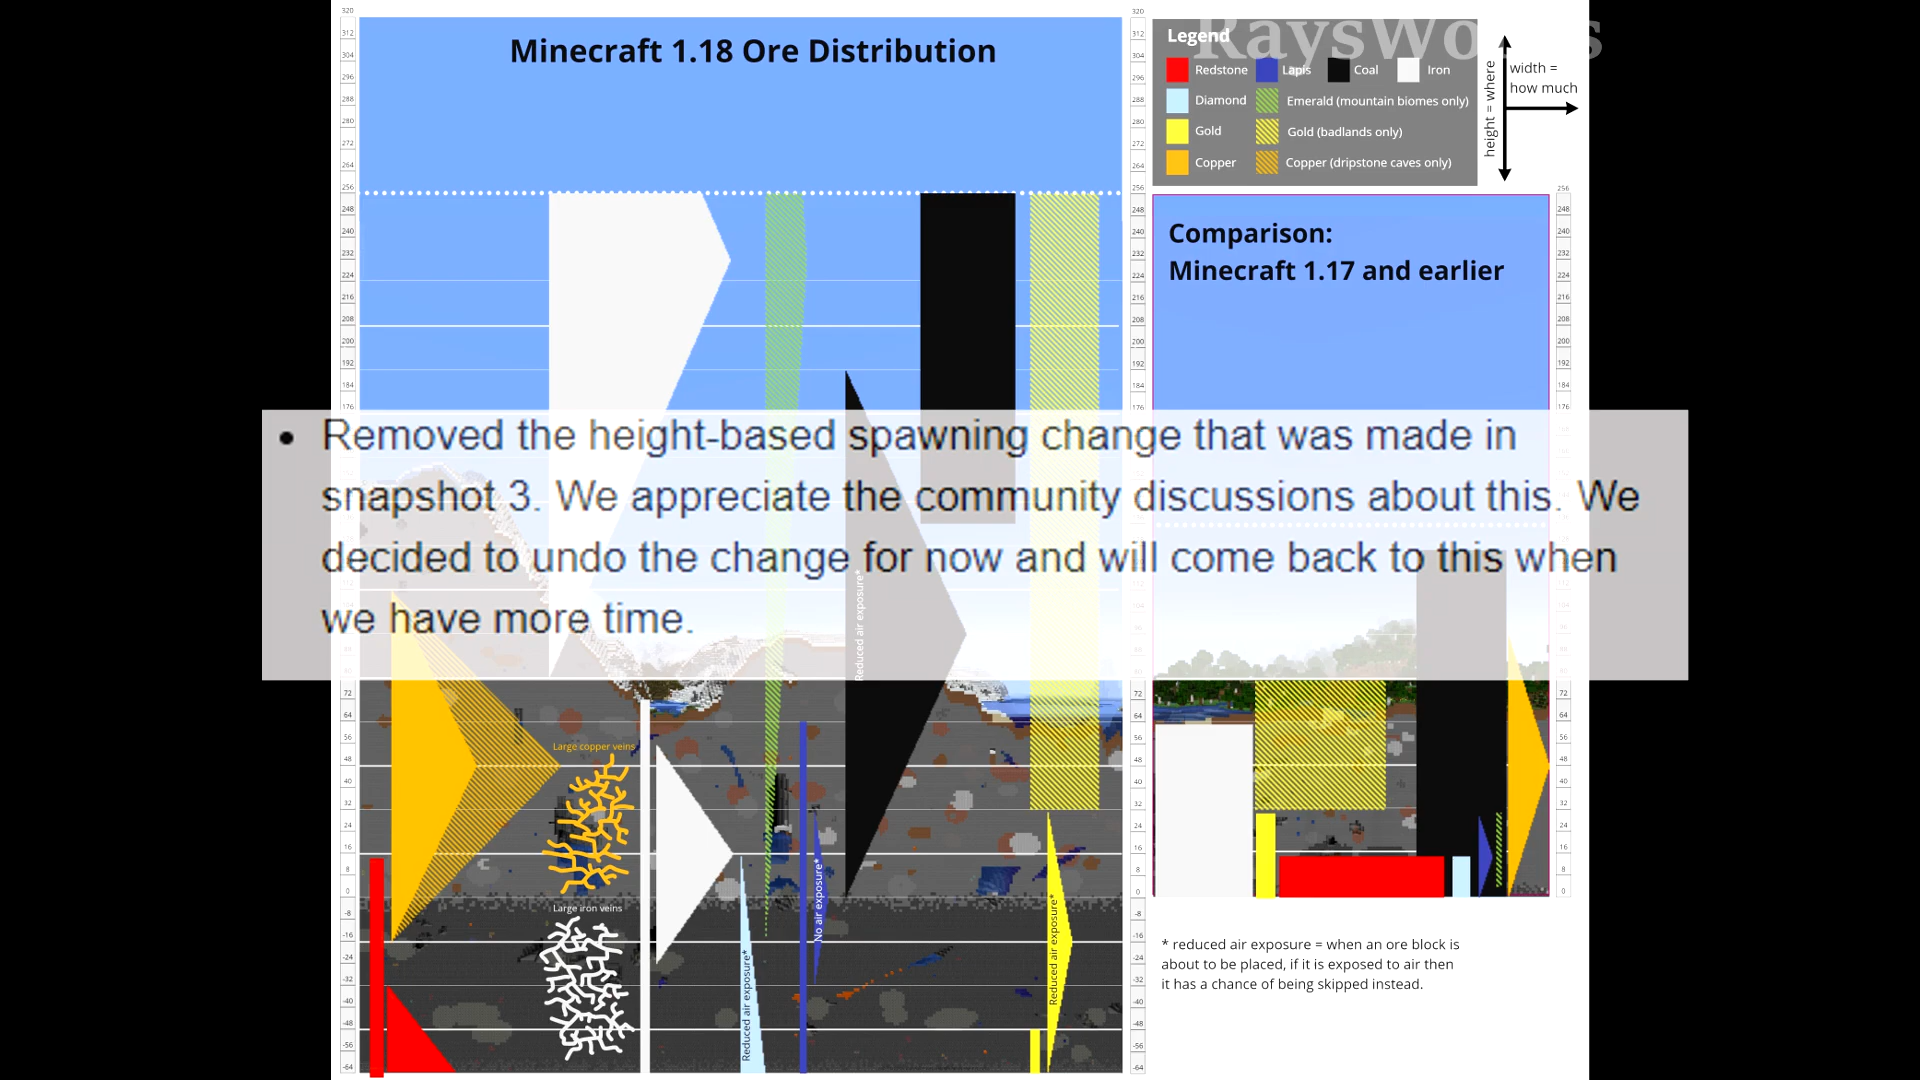 Minecraft 1.18 Ore Distribution
RaysWo
Legend
Redstone Lapis Coal Iron
Diamond Emerald (mountain biomes only)
Gold Gold (badlands only)
Copper Copper (dripstone caves only)
height = where
width =
how much
Comparison:
Minecraft 1.17 and earlier
• Removed the height-based spawning change that was made in
snapshot 3. We appreciate the community discussions about this. We
decided to undo the change for now and will come back to this when
we have more time.
Reduced air exposure*
Large copper veins
Large iron veins
Reduced air exposure*
No air exposure*
Reduced air exposure*
* reduced air exposure = when an ore block is
about to be placed, if it is exposed to air then
it has a chance of being skipped instead.